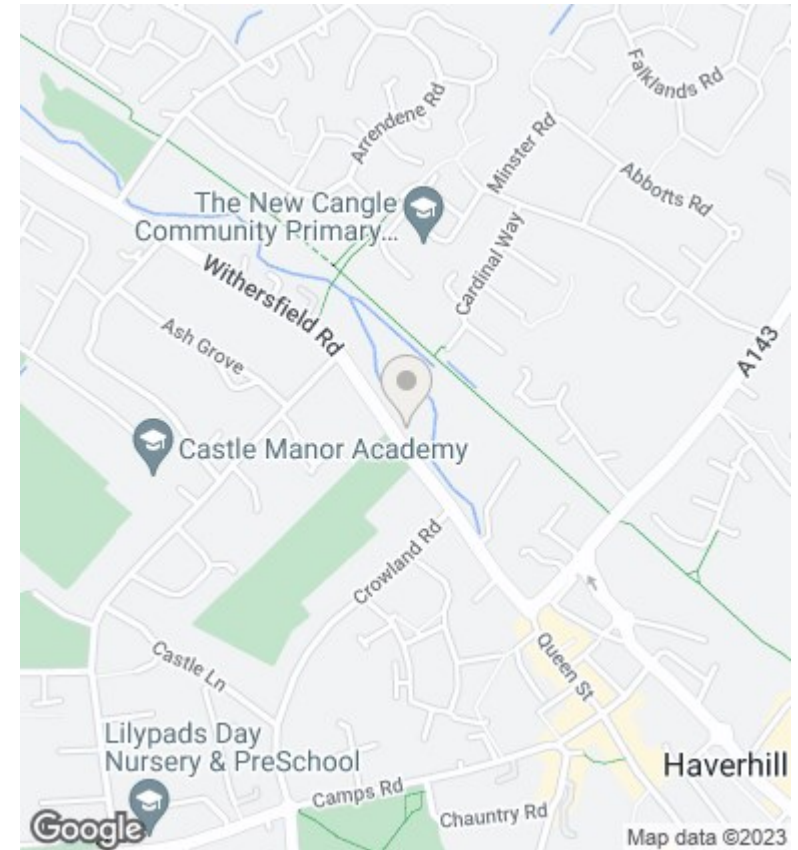 Falklands Rd
Arrendene Rd
Minster Rd
Abbotts Rd
The New Cangle
Community Primary...
Cardinal Way
Withersfield Rd
Ash Grove
A143
Castle Manor Academy
Crowland Rd
Castle Ln
Queen St
Lilypads Day
Nursery & PreSchool
Haverhill
Camps Rd
Chauntry Rd
Google
Map data ©2023